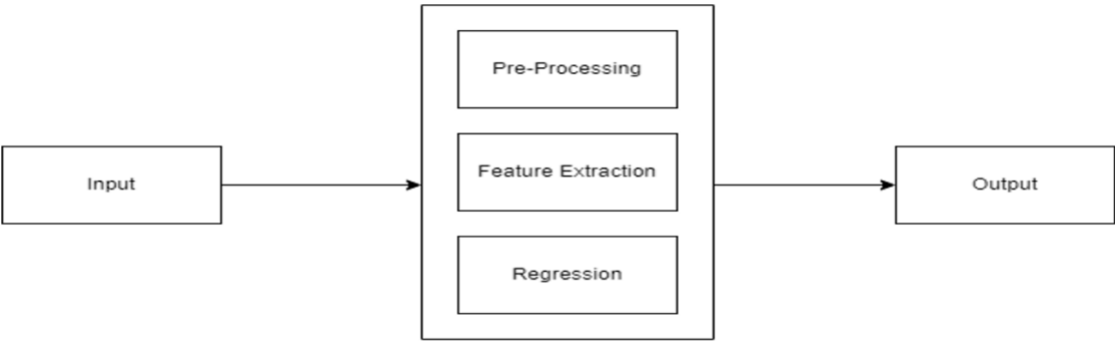 Input
Pre-Processing
Feature Extraction
Regression
Output